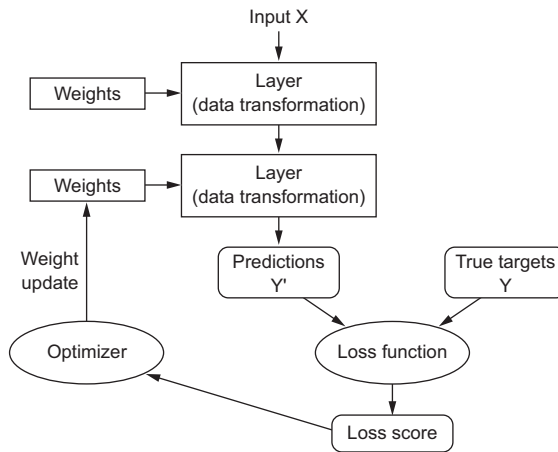 Input X
Layer
(data transformation)
Weights
Layer
(data transformation)
Weights
Weight
update
Predictions
Y'
True targets
Y
Optimizer
Loss function
Loss score